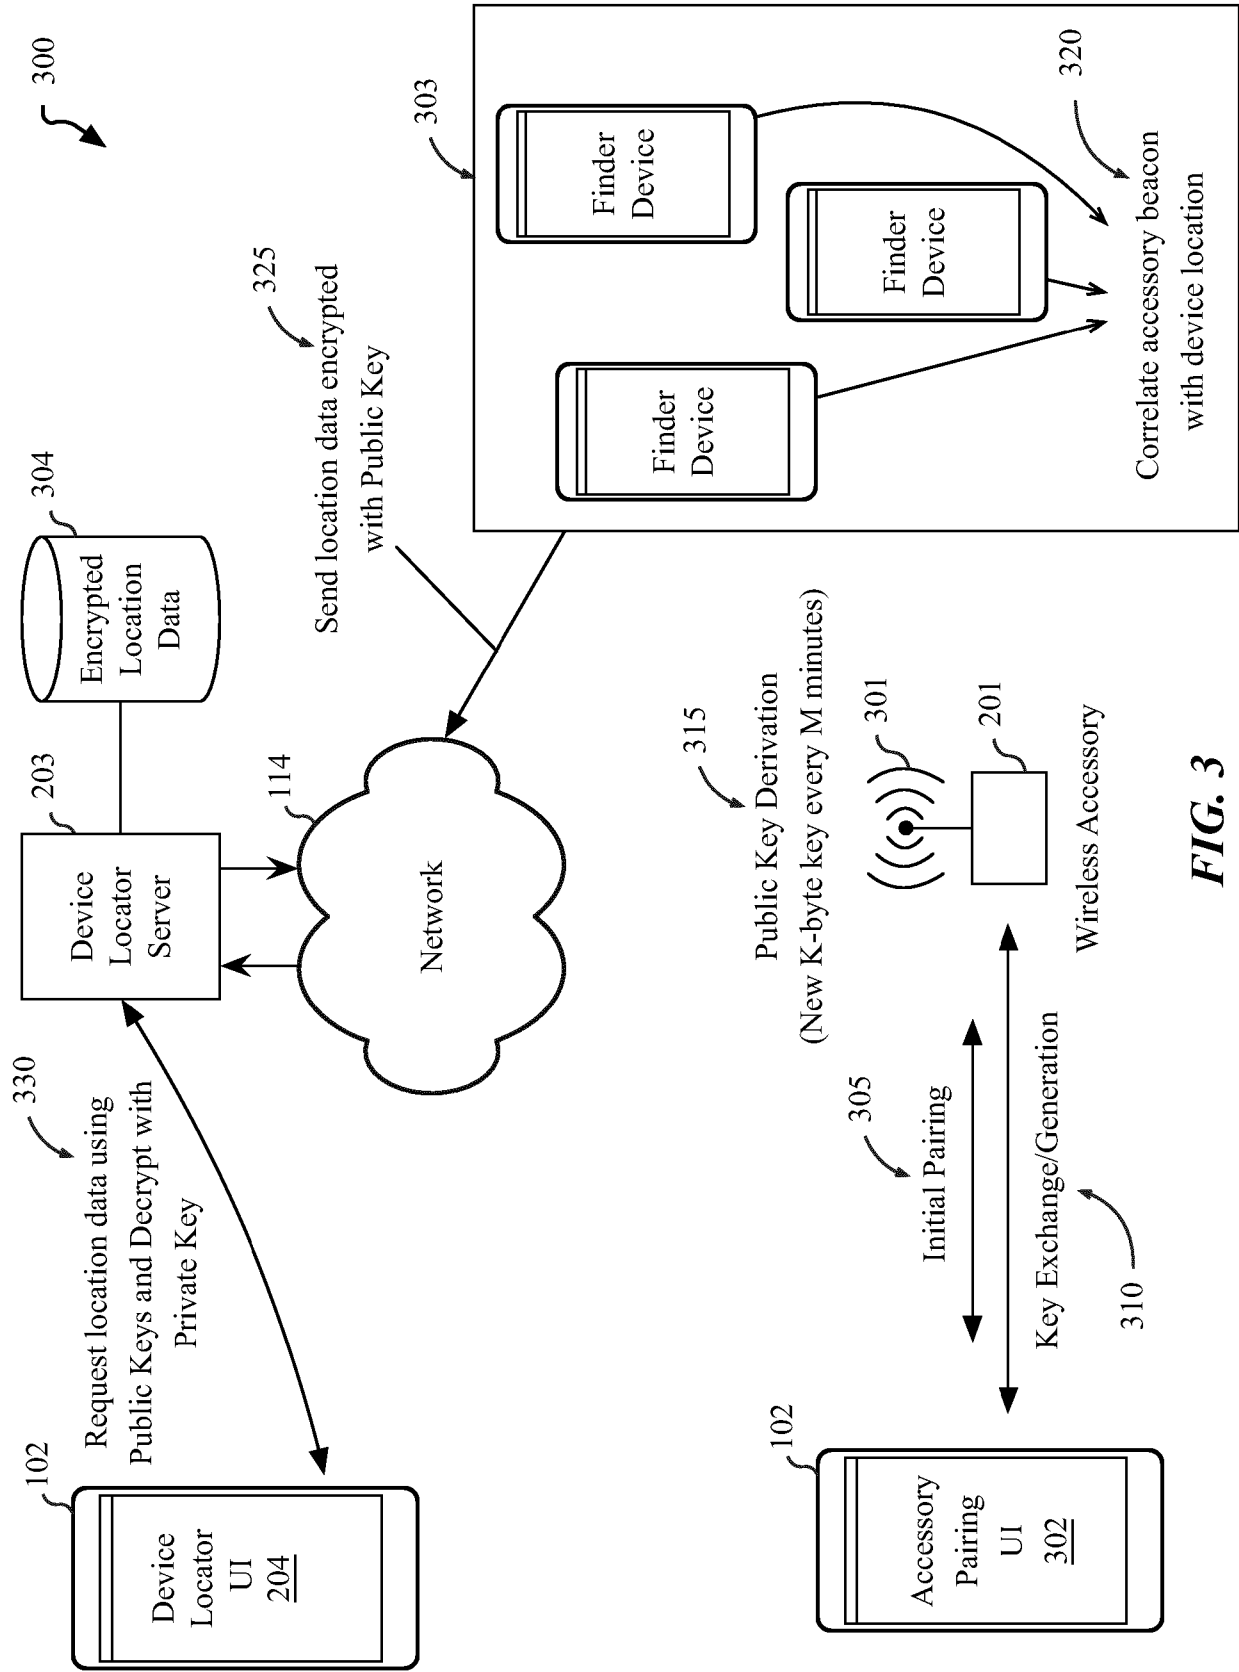 300
102
Device
Locator
UI
204
330
Request location data using
Public Keys and Decrypt with
Private Key
203
Device
Locator
Server
304
Encrypted
Location
Data
114
Network
325
Send location data encrypted
with Public Key
303
Finder
Device
Finder
Device
Finder
Device
320
Correlate accessory beacon
with device location
102
Accessory
Pairing
UI
302
305
Initial Pairing
Key Exchange/Generation
310
315
Public Key Derivation
(New K-byte key every M minutes)
301
201
Wireless Accessory
FIG. 3